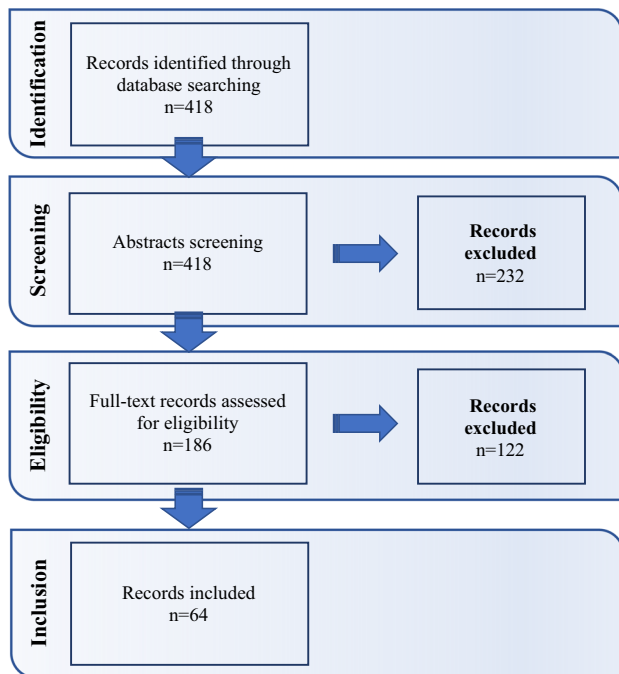 Identification
Records identified through
database searching
n=418
Screening
Abstracts screening
n=418
Records
excluded
n=232
Eligibility
Full-text records assessed
for eligibility
n=186
Records
excluded
n=122
Inclusion
Records included
n=64